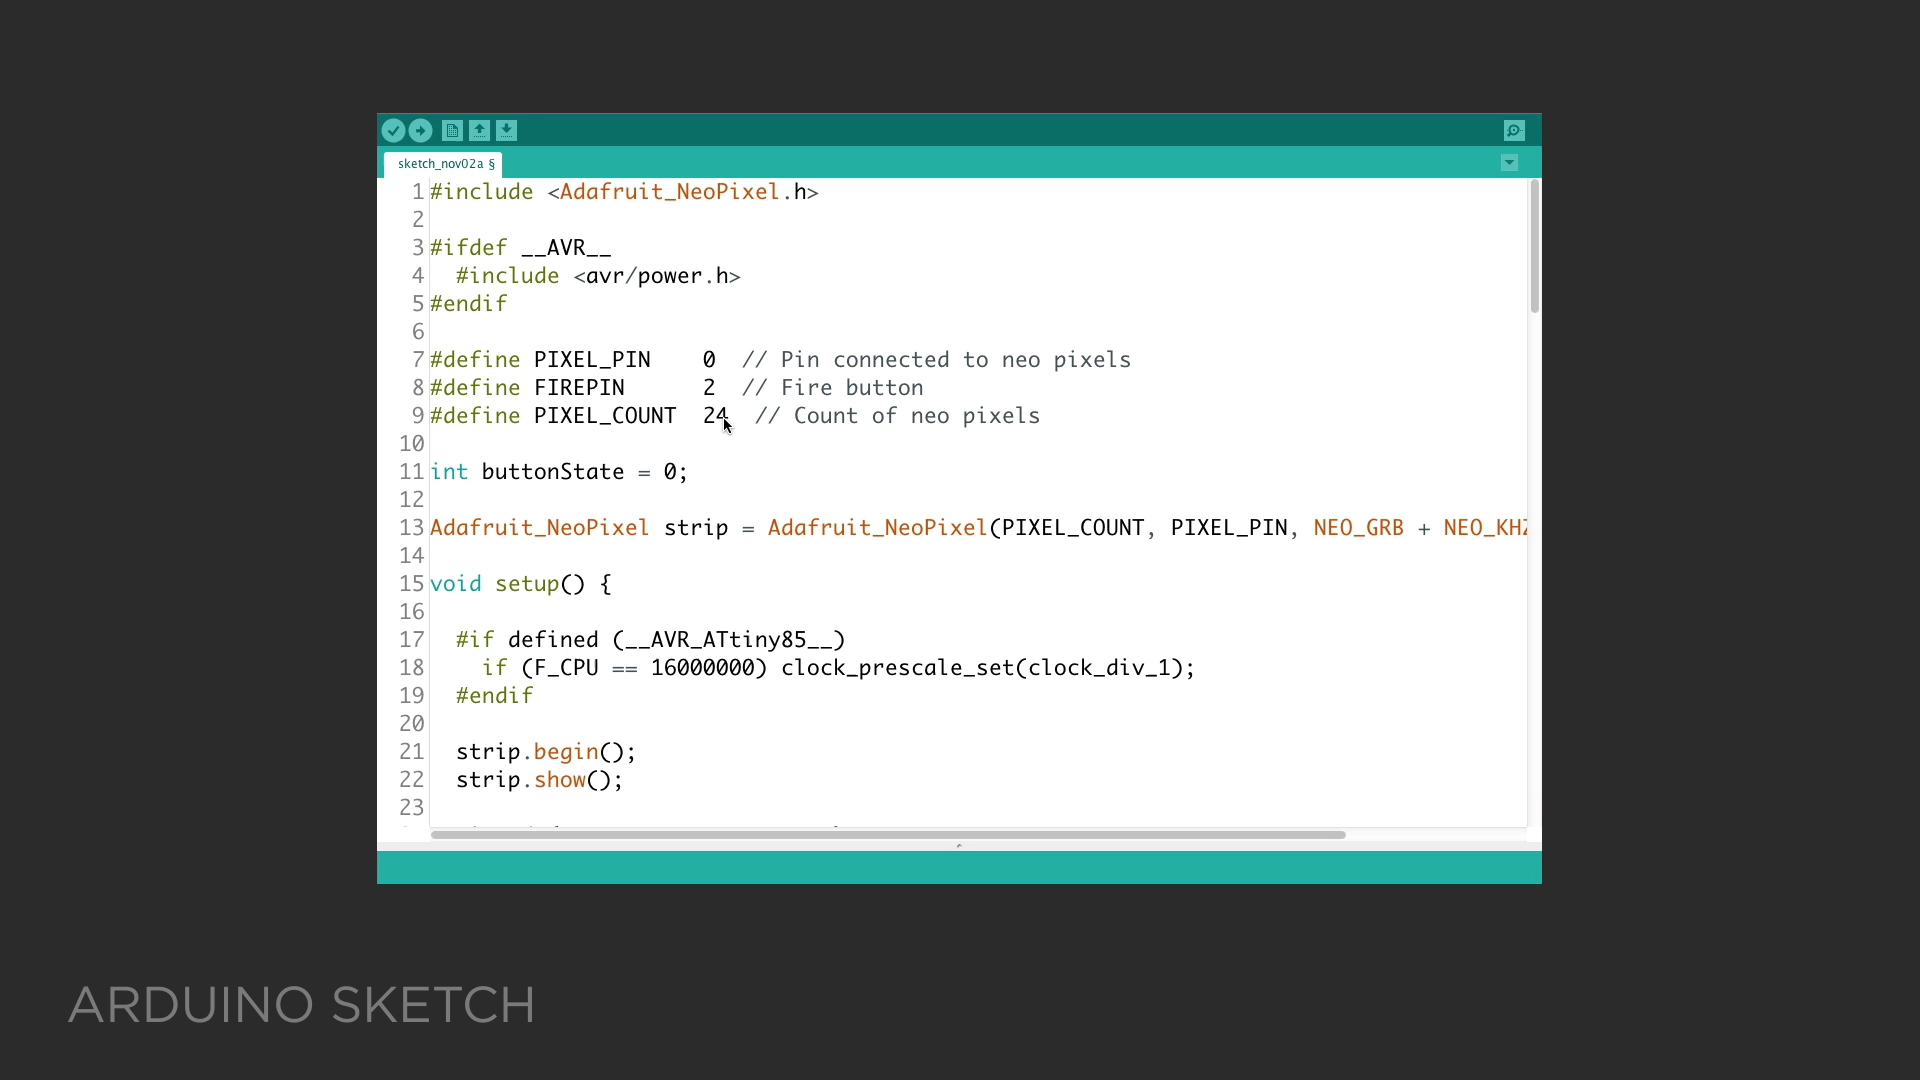 sketch_nov02a §
1 #include <Adafruit_NeoPixel.h>
2
3 #ifdef __AVR__
4   #include <avr/power.h>
5 #endif
6
7 #define PIXEL_PIN    0  // Pin connected to neo pixels
8 #define FIREPIN      2  // Fire button
9 #define PIXEL_COUNT  24  // Count of neo pixels
10
11 int buttonState = 0;
12
13 Adafruit_NeoPixel strip = Adafruit_NeoPixel(PIXEL_COUNT, PIXEL_PIN, NEO_GRB + NEO_KHZ
14
15 void setup() {
16
17   #if defined (__AVR_ATtiny85__)
18     if (F_CPU == 16000000) clock_prescale_set(clock_div_1);
19   #endif
20
21   strip.begin();
22   strip.show();
23
ARDUINO SKETCH